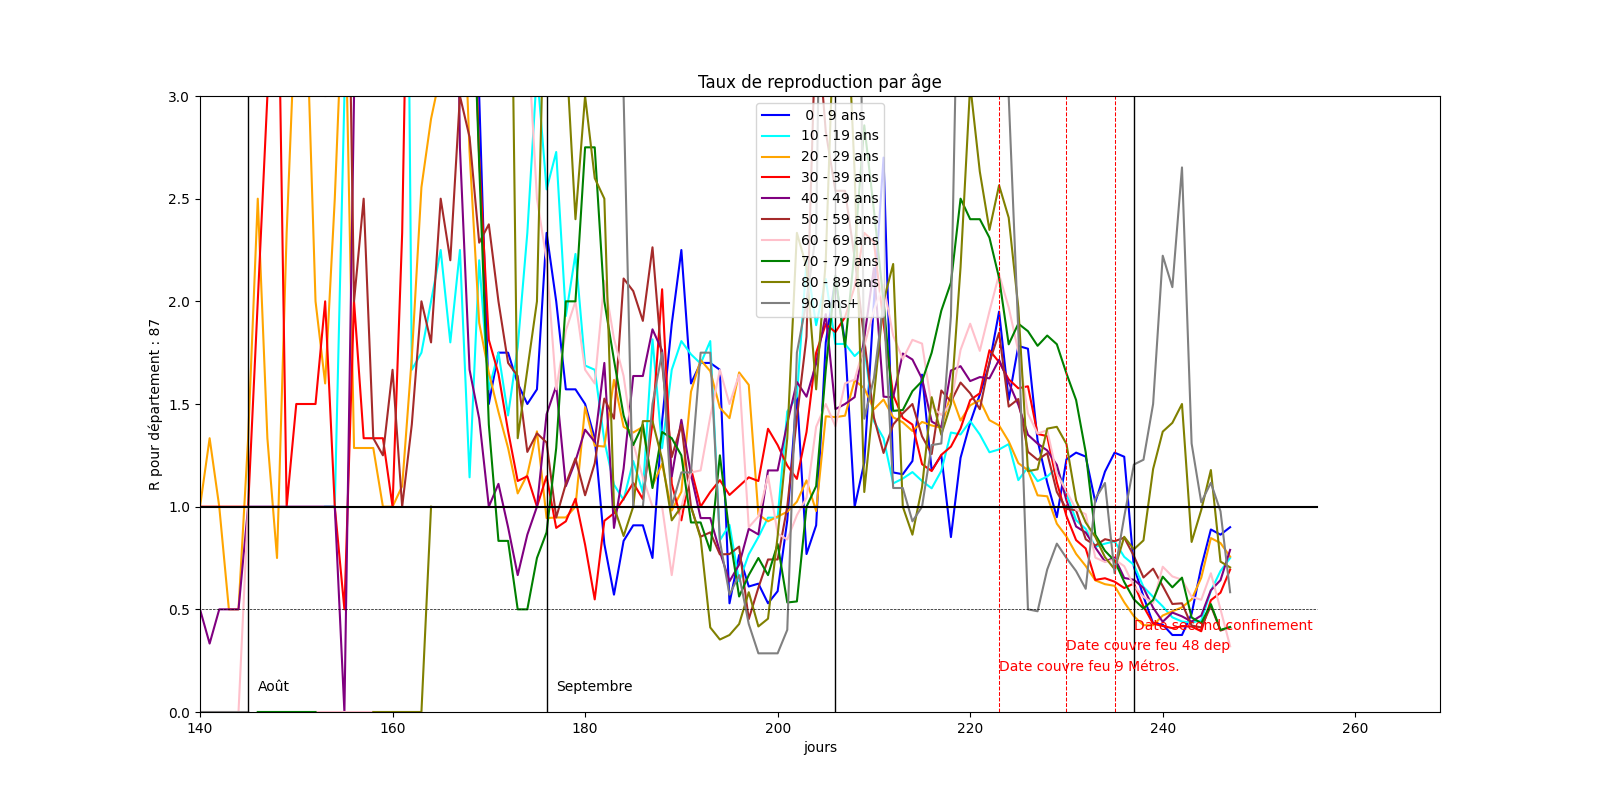 Taux de reproduction par âge
R pour département : 87
3.0
2.5
2.0
1.5
1.0
0.5
0.0
0 - 9 ans
10 - 19 ans
20 - 29 ans
30 - 39 ans
40 - 49 ans
50 - 59 ans
60 - 69 ans
70 - 79 ans
80 - 89 ans
90 ans+
Date second confinement
Date couvre feu 48 dep
Date couvre feu 9 Métros.
Août
Septembre
140
160
180
200
220
240
260
jours